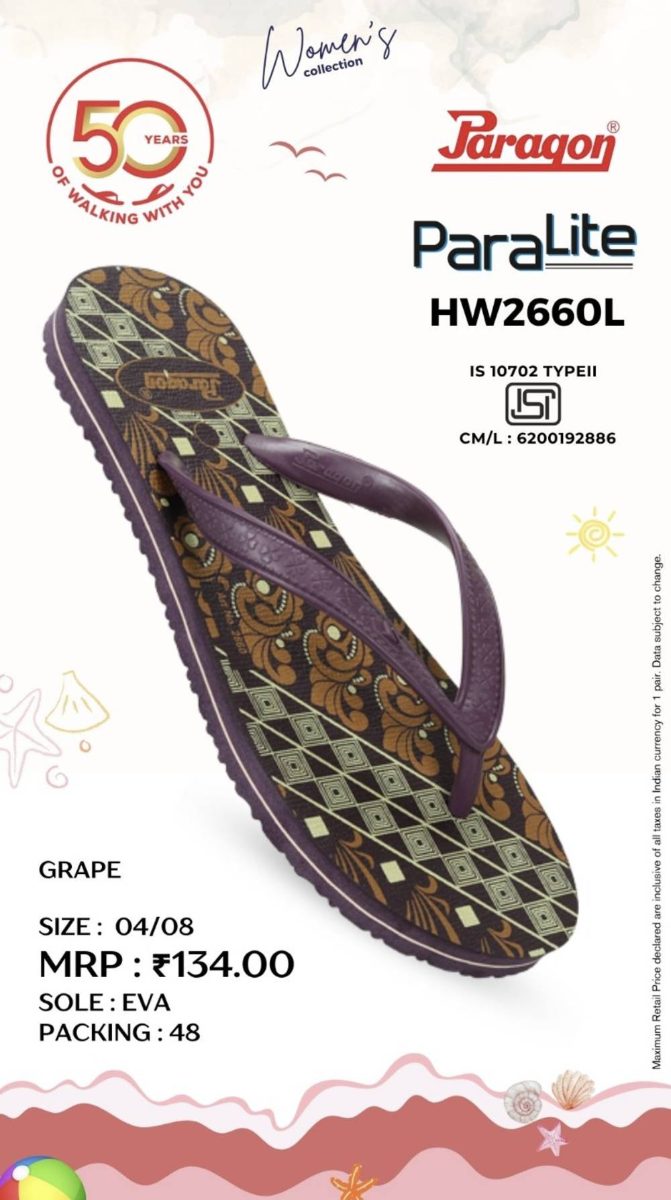 Women's
collection
50
YEARS
OF WALKING WITH YOU
Paragon®
ParaLite
HW2660L
IS 10702 TYPEII
ISI
CM/L : 6200192886
Paragon
Paragon
GRAPE
SIZE : 04/08
MRP : ₹134.00
SOLE : EVA
PACKING : 48
Maximum Retail Price declared are inclusive of all taxes in Indian currency for 1 pair. Data subject to change.